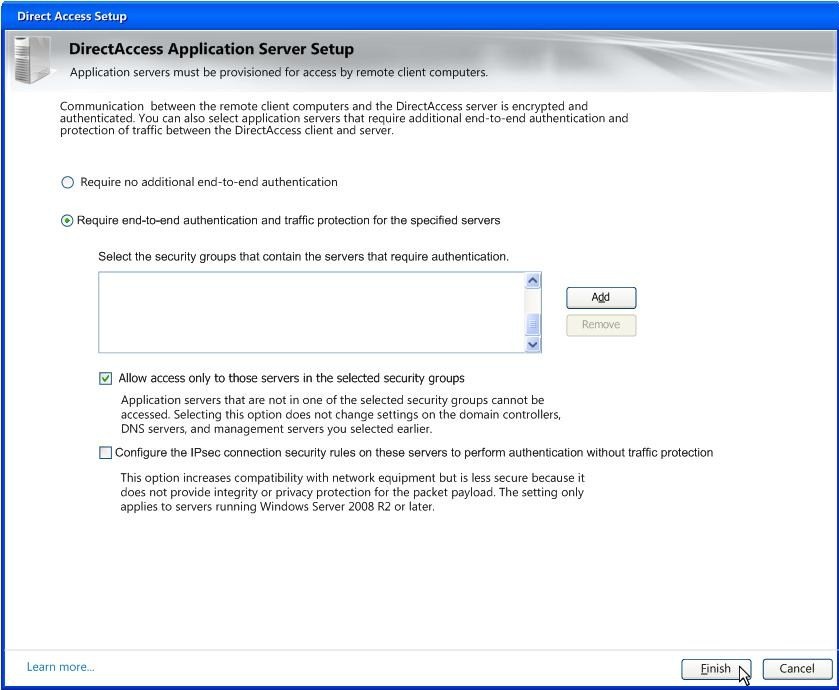 Direct Access Setup
DirectAccess Application Server Setup
Application servers must be provisioned for access by remote client computers.
Communication between the remote client computers and the DirectAccess server is encrypted and
authenticated. You can also select application servers that require additional end-to-end authentication and
protection of traffic between the DirectAccess client and server.
Require no additional end-to-end authentication
Require end-to-end authentication and traffic protection for the specified servers
Select the security groups that contain the servers that require authentication.
Add
Remove
Allow access only to those servers in the selected security groups
Application servers that are not in one of the selected security groups cannot be
accessed. Selecting this option does not change settings on the domain controllers,
DNS servers, and management servers you selected earlier.
Configure the IPsec connection security rules on these servers to perform authentication without traffic protection
This option increases compatibility with network equipment but is less secure because it
does not provide integrity or privacy protection for the packet payload. The setting only
applies to servers running Windows Server 2008 R2 or later.
Learn more...
Finish
Cancel